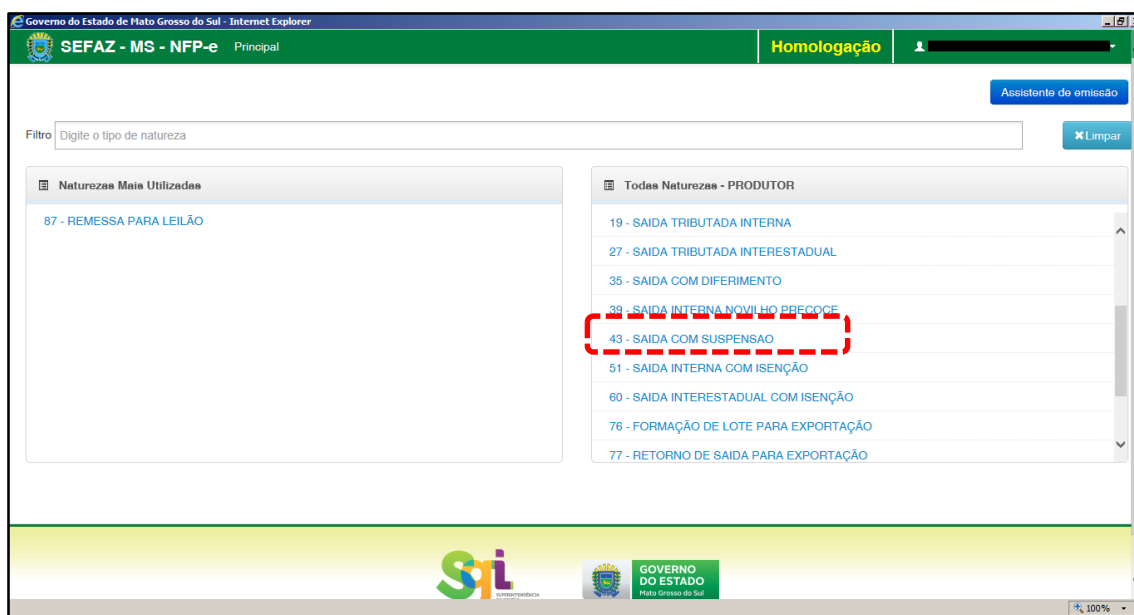 Governo do Estado de Mato Grosso do Sul - Internet Explorer
SEFAZ - MS - NFP-e Principal
Homologação
Assistente de emissão
Filtro Digite o tipo de natureza
Limpar
Naturezas Mais Utilizadas
87 - REMESSA PARA LEILÃO
Todas Naturezas - PRODUTOR
19 - SAIDA TRIBUTADA INTERNA
27 - SAIDA TRIBUTADA INTERESTADUAL
35 - SAIDA COM DIFERIMENTO
39 - SAIDA INTERNA NOVILHO PRECOCE
43 - SAIDA COM SUSPENSAO
51 - SAIDA INTERNA COM ISENÇÃO
60 - SAIDA INTERESTADUAL COM ISENÇÃO
76 - FORMAÇÃO DE LOTE PARA EXPORTAÇÃO
77 - RETORNO DE SAIDA PARA EXPORTAÇÃO
SGI
SUPERINTENDÊNCIA
GOVERNO
DO ESTADO
Mato Grosso do Sul
100%